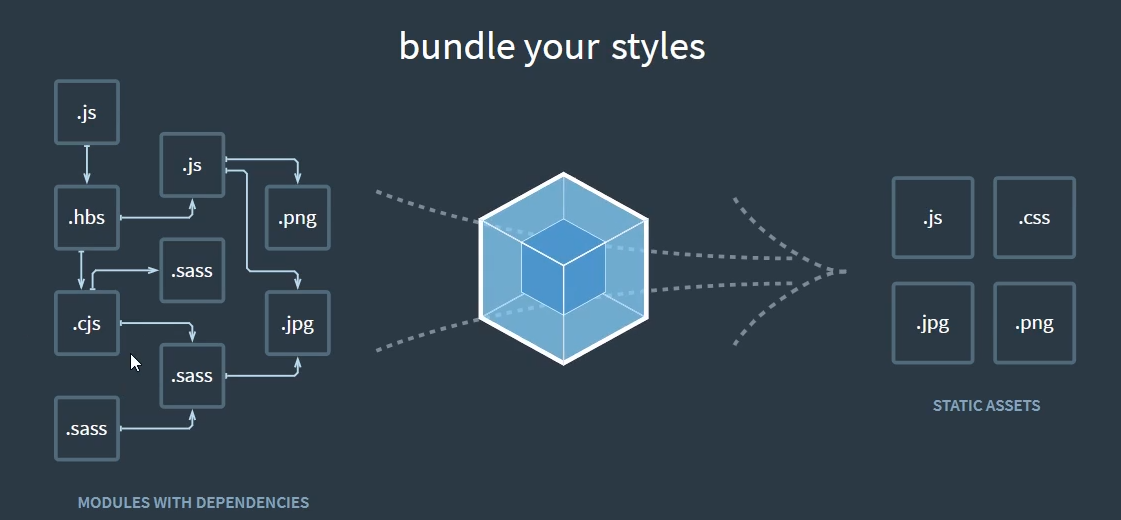 bundle your styles
.js
.js
.hbs
.png
.sass
.cjs
.jpg
.sass
.sass
MODULES WITH DEPENDENCIES
.js
.css
.jpg
.png
STATIC ASSETS